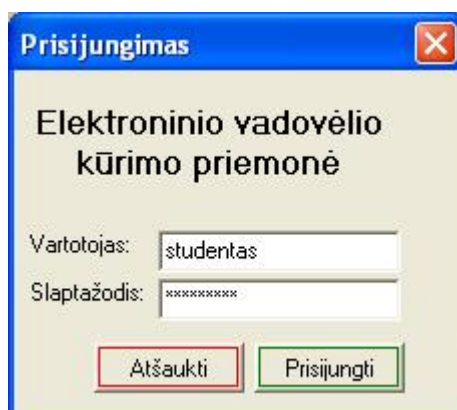 Prisijungimas
Elektroninio vadovėlio
kūrimo priemonė
Vartotojas: studentas
Slaptažodis: *********
Atšaukti Prisijungti